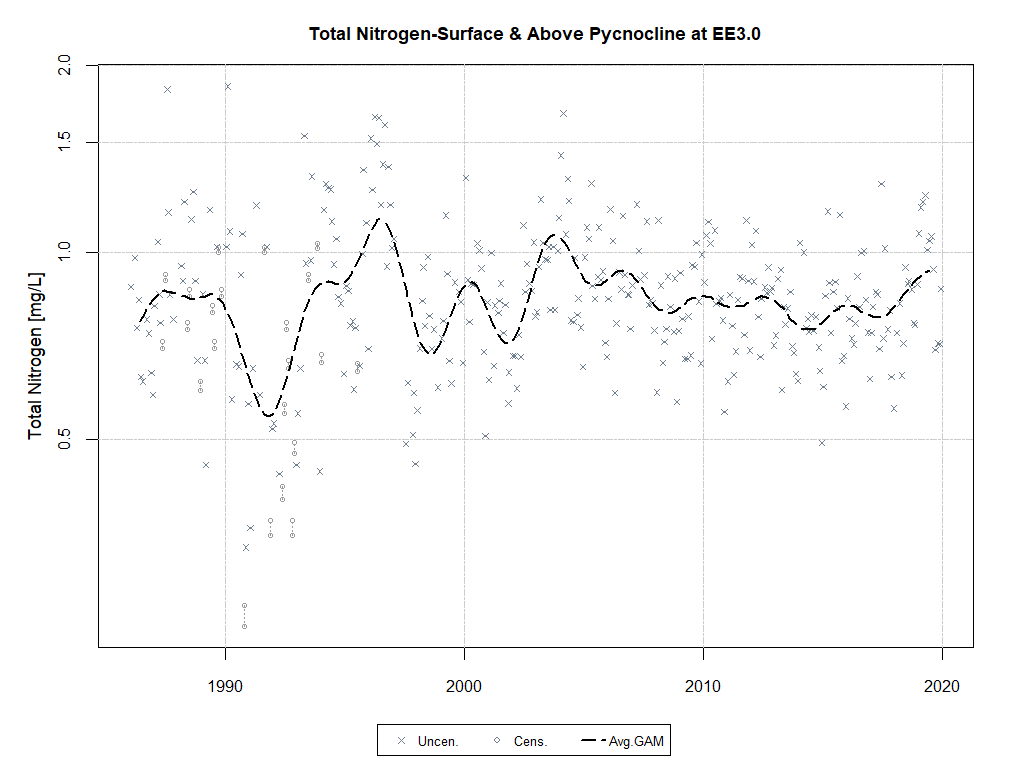 Total Nitrogen-Surface & Above Pycnocline at EE3.0
2.0
1.5
1.0
0.5
Total Nitrogen [mg/L]
1990 2000 2010 2020
Uncen. Cens. Avg.GAM